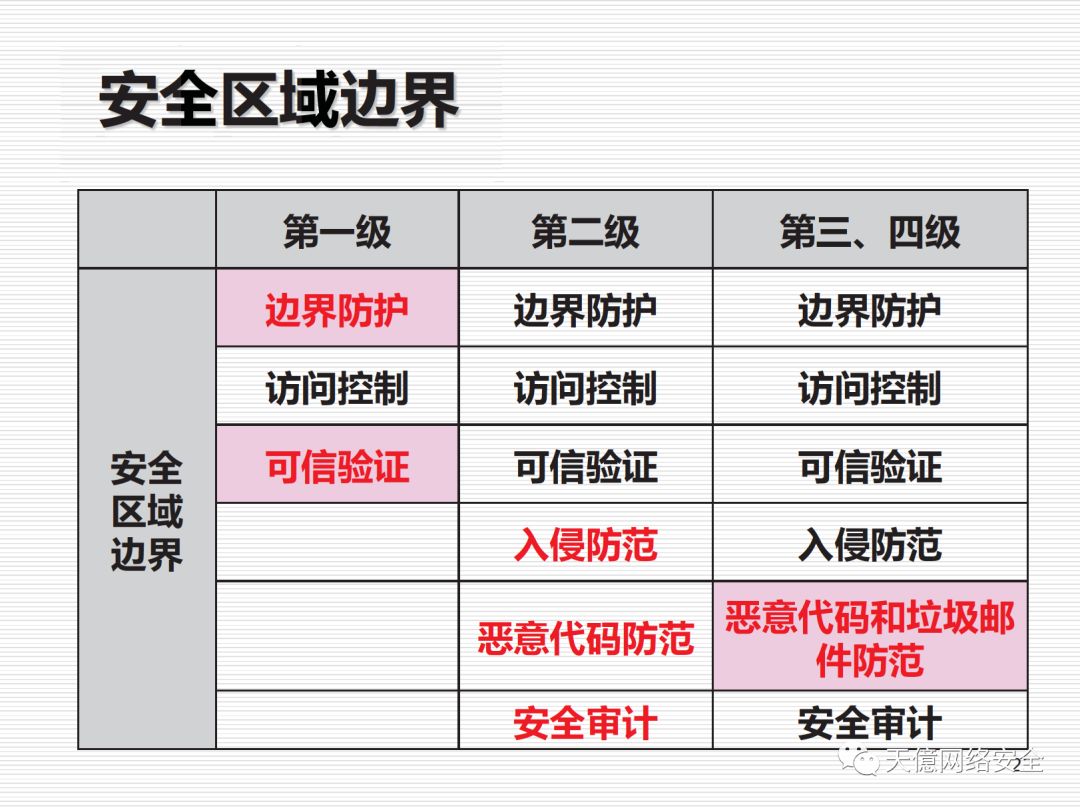 安全区域边界
第一级 第二级 第三、四级
边界防护 边界防护 边界防护
访问控制 访问控制 访问控制
安全
区域
边界
可信验证 可信验证 可信验证
入侵防范 入侵防范
恶意代码防范 恶意代码和垃圾邮
件防范
安全审计 安全审计
天億网络安全
2